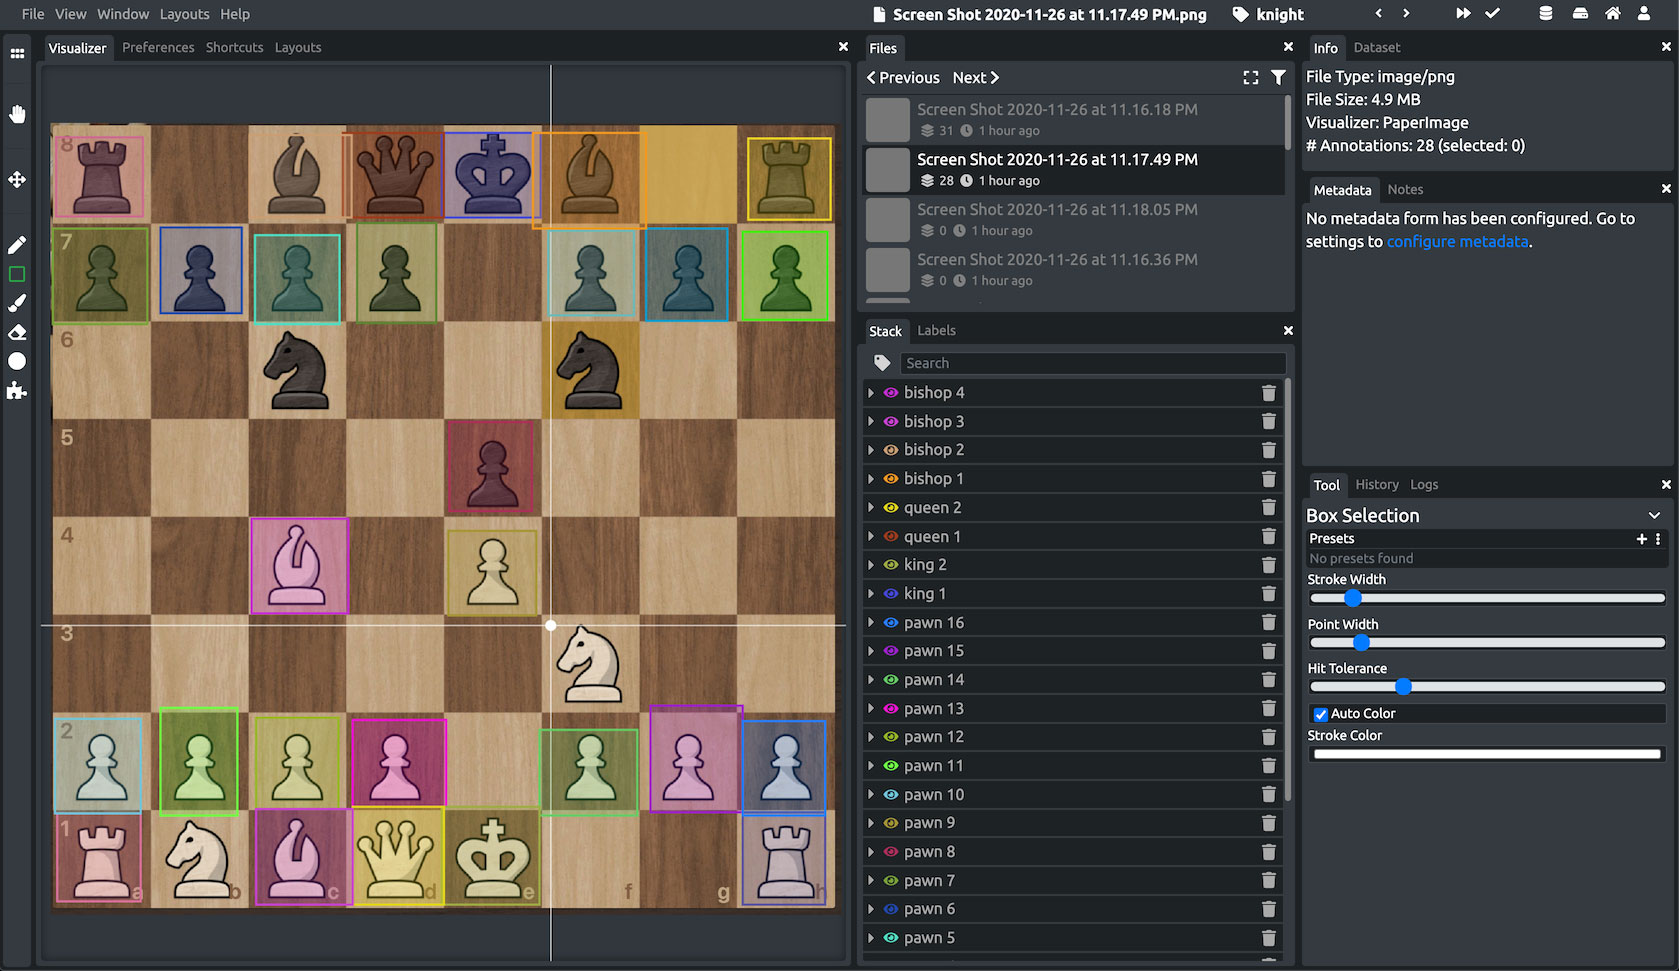 File View Window Layouts Help
Screen Shot 2020-11-26 at 11.17.49 PM.png knight
Visualizer Preferences Shortcuts Layouts
8
7
6
5
4
3
2
1
a b c d e f g h
Files
Previous Next
Screen Shot 2020-11-26 at 11.16.18 PM
31 1 hour ago
Screen Shot 2020-11-26 at 11.17.49 PM
28 1 hour ago
Screen Shot 2020-11-26 at 11.18.05 PM
0 1 hour ago
Screen Shot 2020-11-26 at 11.16.36 PM
0 1 hour ago
Stack Labels
Search
bishop 4
bishop 3
bishop 2
bishop 1
queen 2
queen 1
king 2
king 1
pawn 16
pawn 15
pawn 14
pawn 13
pawn 12
pawn 11
pawn 10
pawn 9
pawn 8
pawn 7
pawn 6
pawn 5
Info Dataset
File Type: image/png
File Size: 4.9 MB
Visualizer: PaperImage
# Annotations: 28 (selected: 0)
Metadata Notes
No metadata form has been configured. Go to
settings to configure metadata.
Tool History Logs
Box Selection
Presets
No presets found
Stroke Width
Point Width
Hit Tolerance
Auto Color
Stroke Color